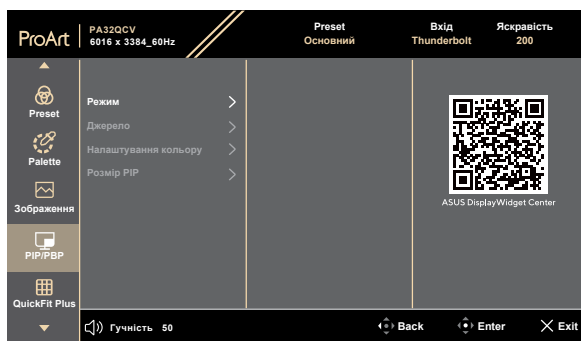 ProArt
PA32QCV
6016 x 3384_60Hz
Preset
Основний
Вхід
Thunderbolt
Яскравість
200
Preset
Palette
Зображення
PIP/PBP
QuickFit Plus
Режим
Джерело
Налаштування кольору
Розмір PIP
ASUS DisplayWidget Center
Гучність 50
Back
Enter
Exit